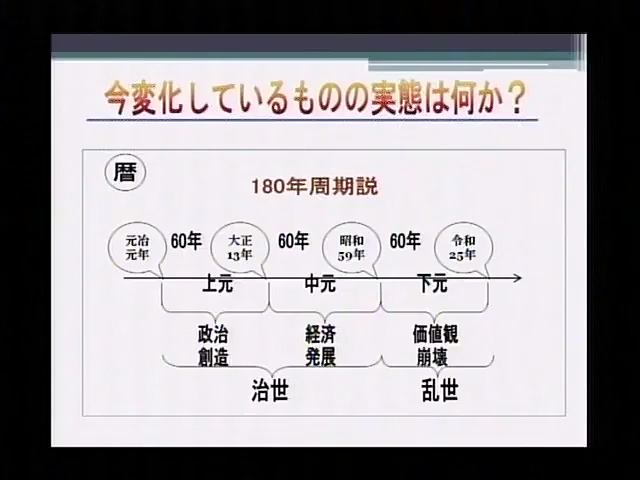 今変化しているものの実態は何か？
暦
180年周期説
元治
元年
60年
大正
13年
60年
昭和
59年
60年
令和
25年
上元
中元
下元
政治
創造
経済
発展
価値観
崩壊
治世
乱世